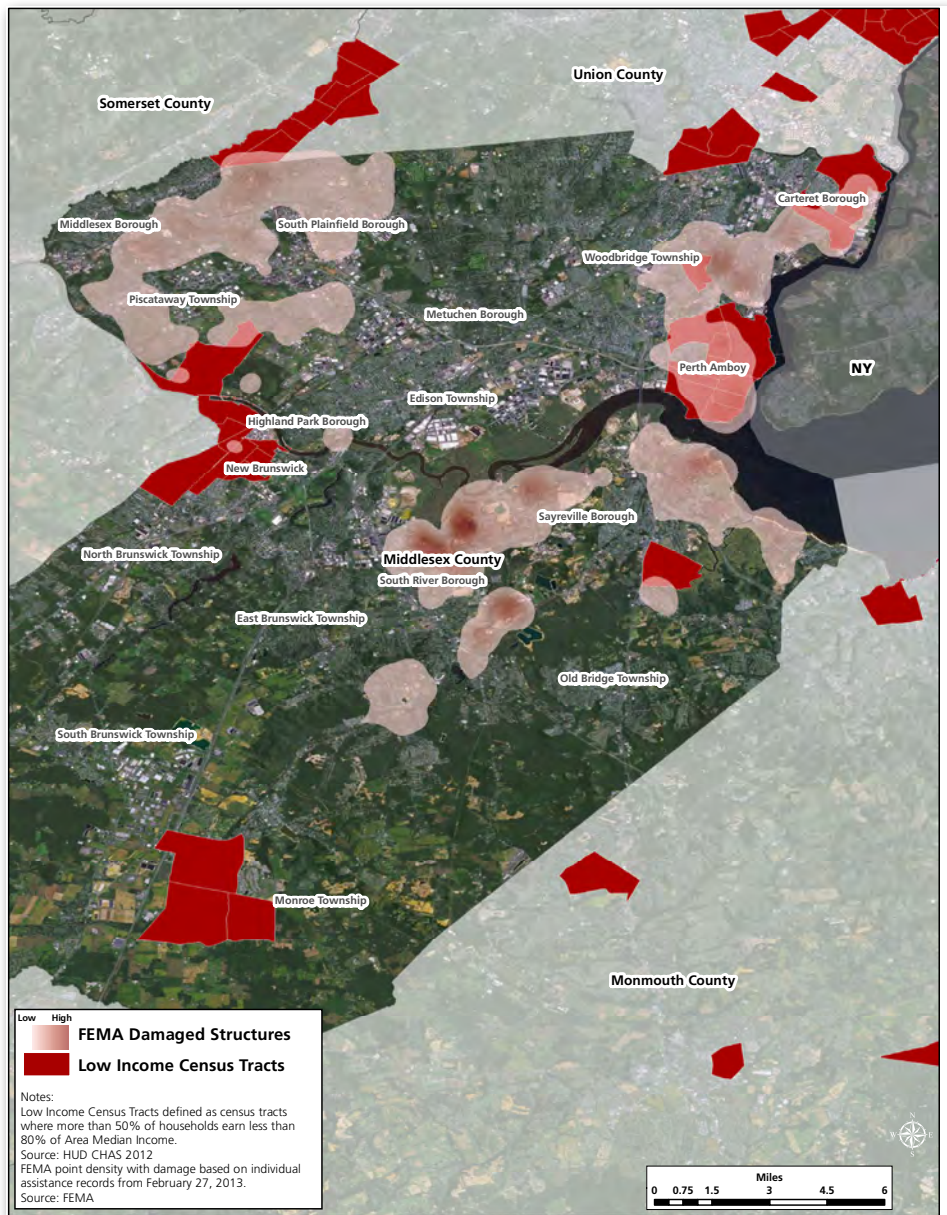 Union County
Somerset County
Carteret Borough
Middlesex Borough
South Plainfield Borough
Woodbridge Township
Piscataway Township
Metuchen Borough
Perth Amboy
NY
Edison Township
Highland Park Borough
New Brunswick
Sayreville Borough
North Brunswick Township
Middlesex County
South River Borough
East Brunswick Township
Old Bridge Township
South Brunswick Township
Monroe Township
Monmouth County
Low High
FEMA Damaged Structures
Low Income Census Tracts
Notes:
Low Income Census Tracts defined as census tracts
where more than 50% of households earn less than
80% of Area Median Income.
Source: HUD CHAS 2012
FEMA point density with damage based on individual
assistance records from February 27, 2013.
Source: FEMA
N
W E
S
Miles
0 0.75 1.5 3 4.5 6